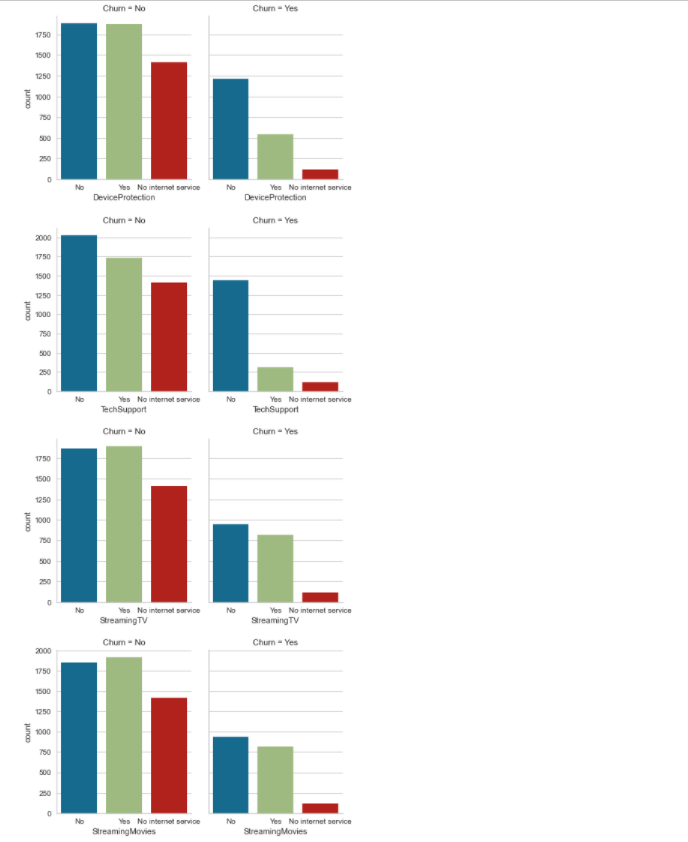 Churn = No Churn = Yes
1750
1500
1250
1000
750
500
250
0
count
No Yes No internet service No Yes No internet service
DeviceProtection DeviceProtection
Churn = No Churn = Yes
2000
1750
1500
1250
1000
750
500
250
0
count
No Yes No internet service No Yes No internet service
TechSupport TechSupport
Churn = No Churn = Yes
1750
1500
1250
1000
750
500
250
0
count
No Yes No internet service No Yes No internet service
StreamingTV StreamingTV
Churn = No Churn = Yes
2000
1750
1500
1250
1000
750
500
250
0
count
No Yes No internet service No Yes No internet service
StreamingMovies StreamingMovies